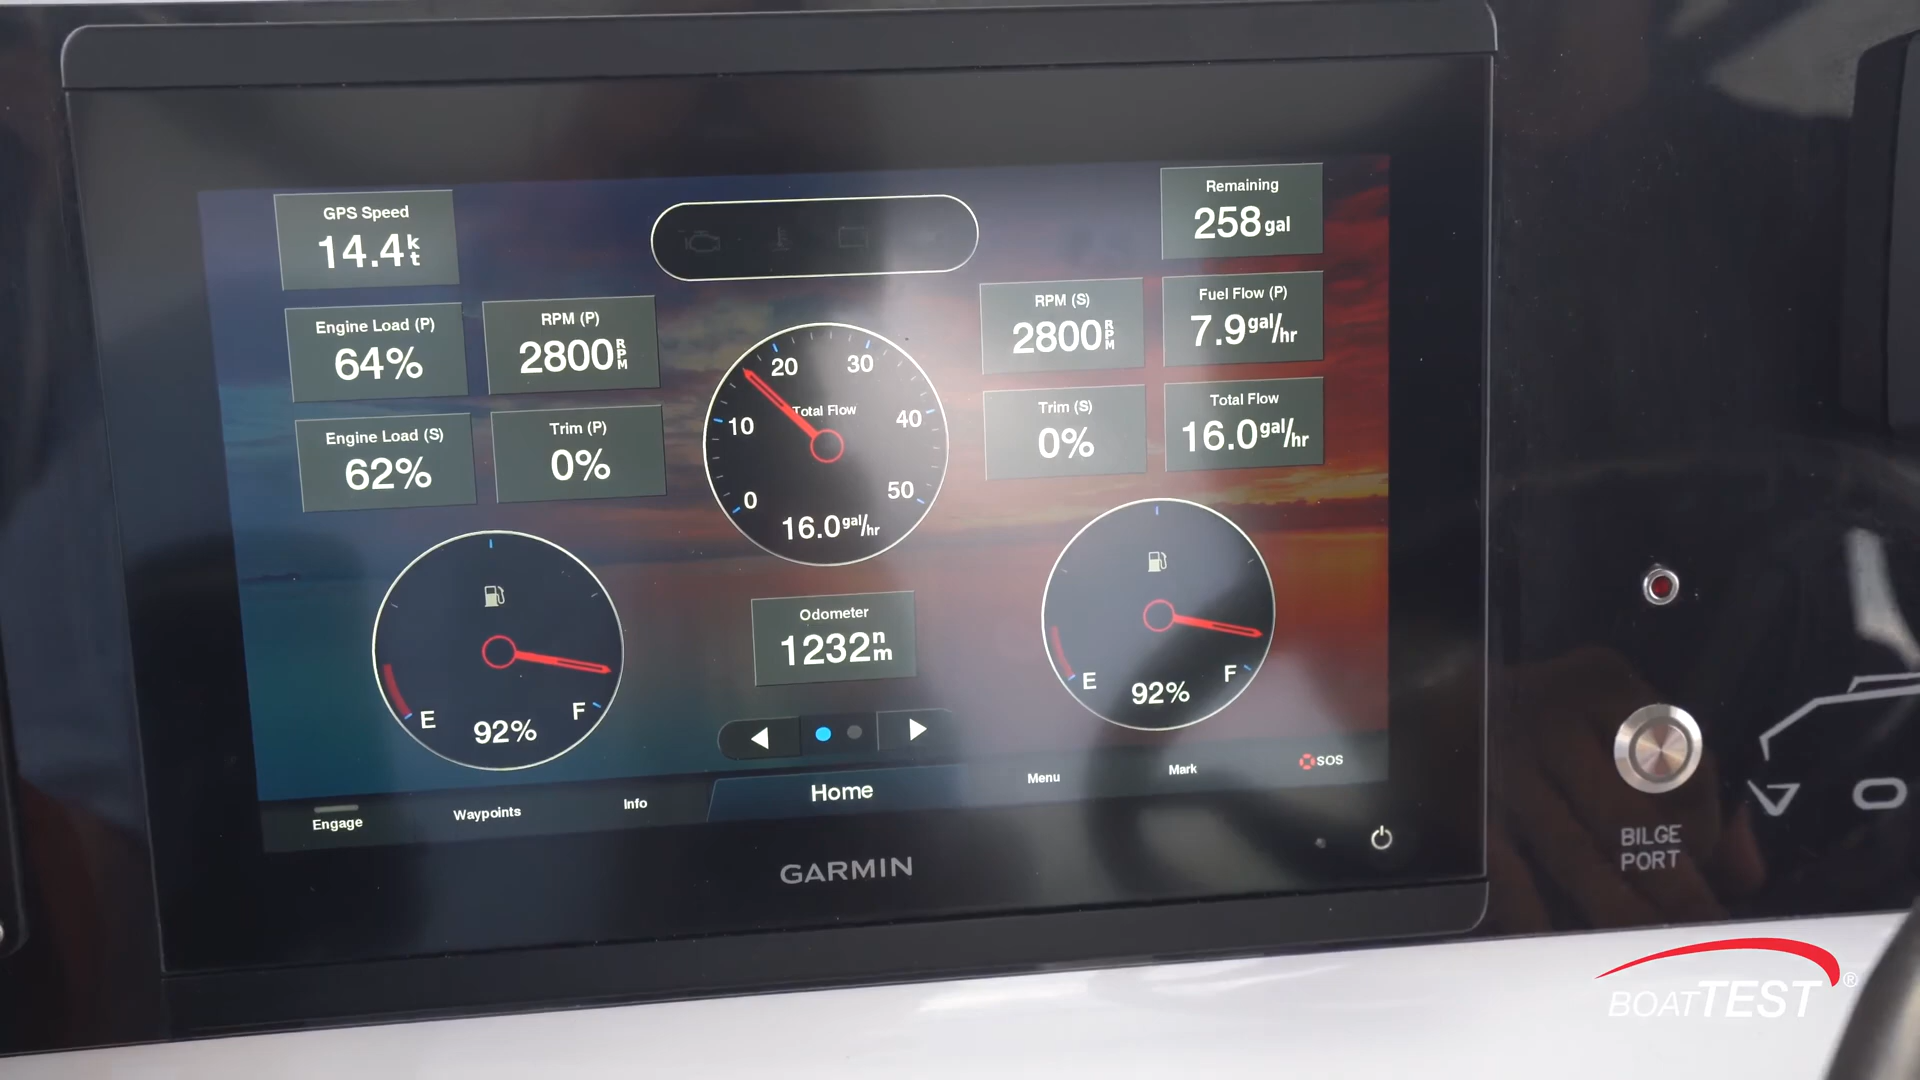 GPS Speed
14.4kt
Remaining
258gal
Engine Load (P)
64%
RPM (P)
2800RPM
RPM (S)
2800RPM
Fuel Flow (P)
7.9gal/hr
Engine Load (S)
62%
Trim (P)
0%
Trim (S)
0%
Total Flow
16.0gal/hr
20
30
10
40
0
50
Total Flow
16.0gal/hr
E
F
92%
Odometer
1232nm
E
F
92%
Engage
Waypoints
Info
Home
Menu
Mark
SOS
GARMIN
BILGE
PORT
BOATTEST®